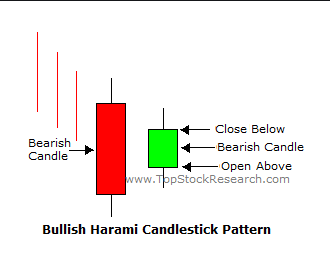 Close Below
Bearish
Candle
Bearish Candle
Open Above
www.TopStockResearch.com
Bullish Harami Candlestick Pattern